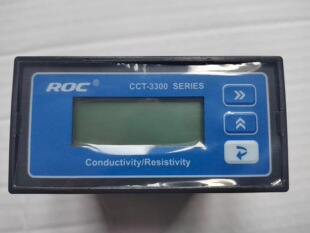 ROC®
CCT-3300 SERIES
Conductivity/Resistivity